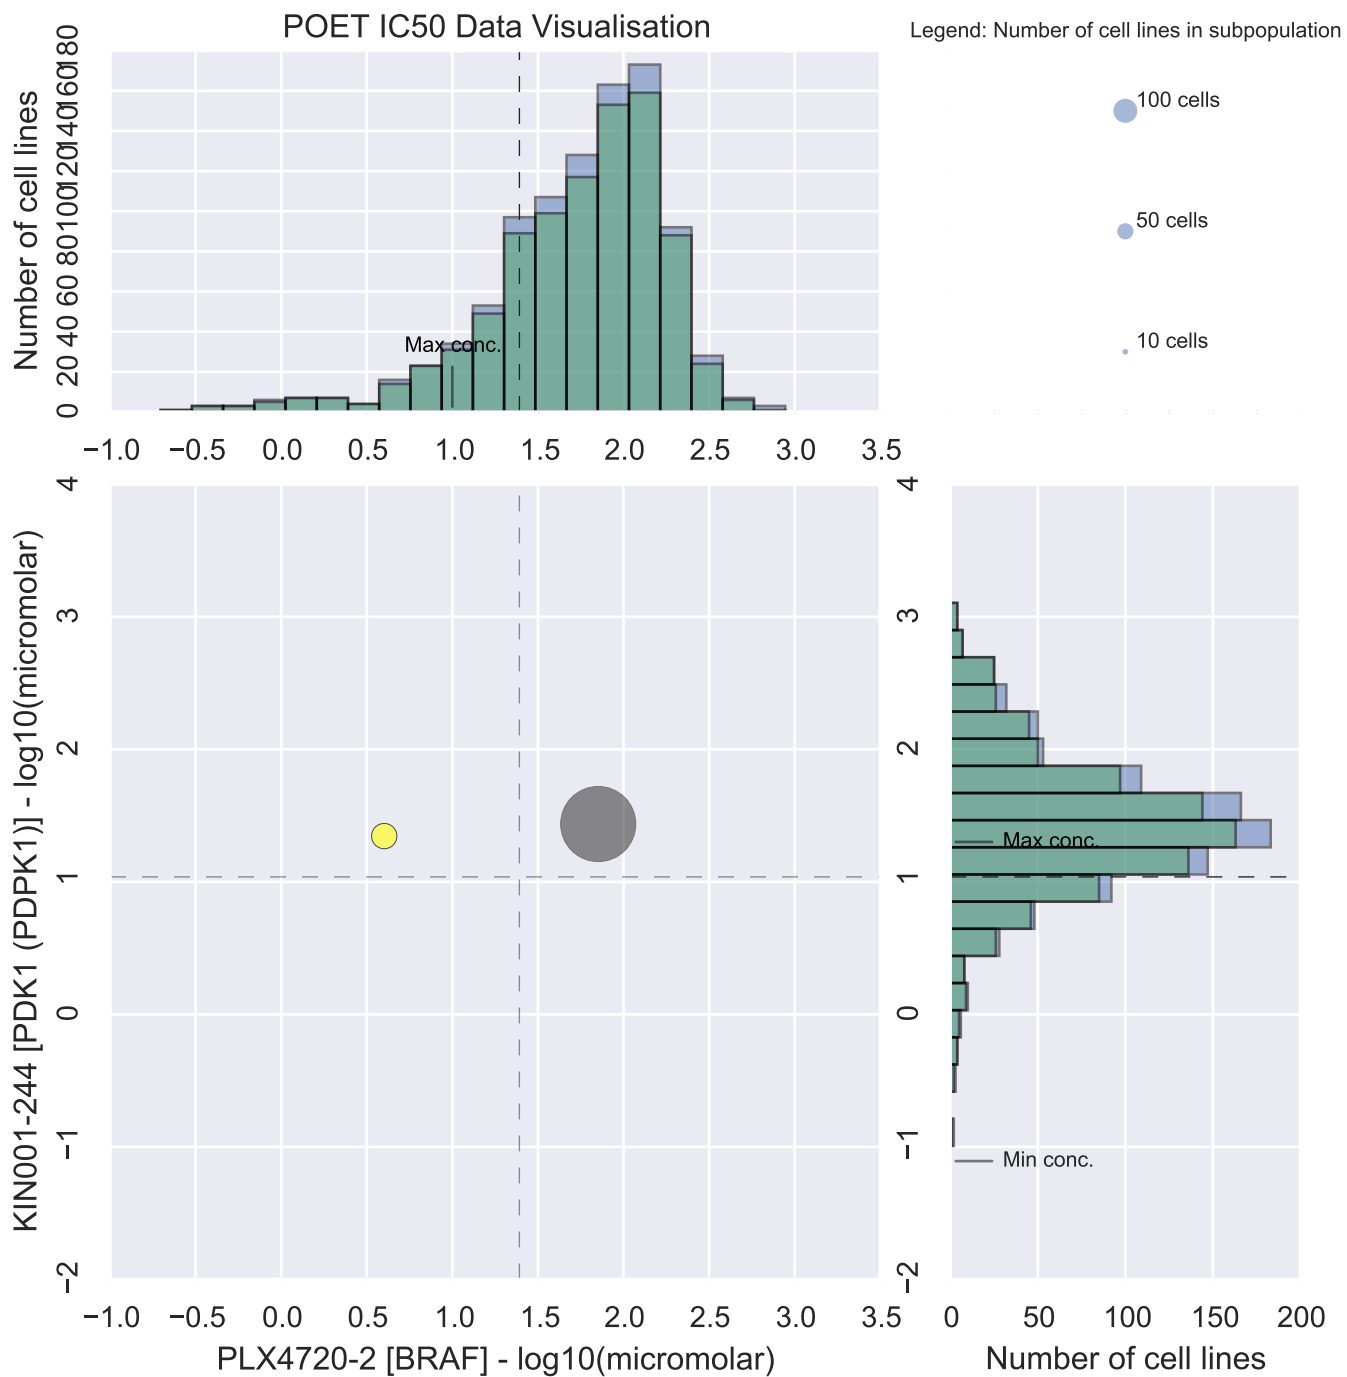 POET IC50 Data Visualisation
Legend: Number of cell lines in subpopulation
Number of cell lines
0 20 40 60 80 100 120 140 160 180
Max conc.
−1.0 −0.5 0.0 0.5 1.0 1.5 2.0 2.5 3.0 3.5
100 cells
50 cells
10 cells
KIN001-244 [PDK1 (PDPK1)] - log10(micromolar)
−2 −1 0 1 2 3 4
−1.0 −0.5 0.0 0.5 1.0 1.5 2.0 2.5 3.0 3.5
PLX4720-2 [BRAF] - log10(micromolar)
−2 −1 0 1 2 3 4
Max conc.
Min conc.
0 50 100 150 200
Number of cell lines